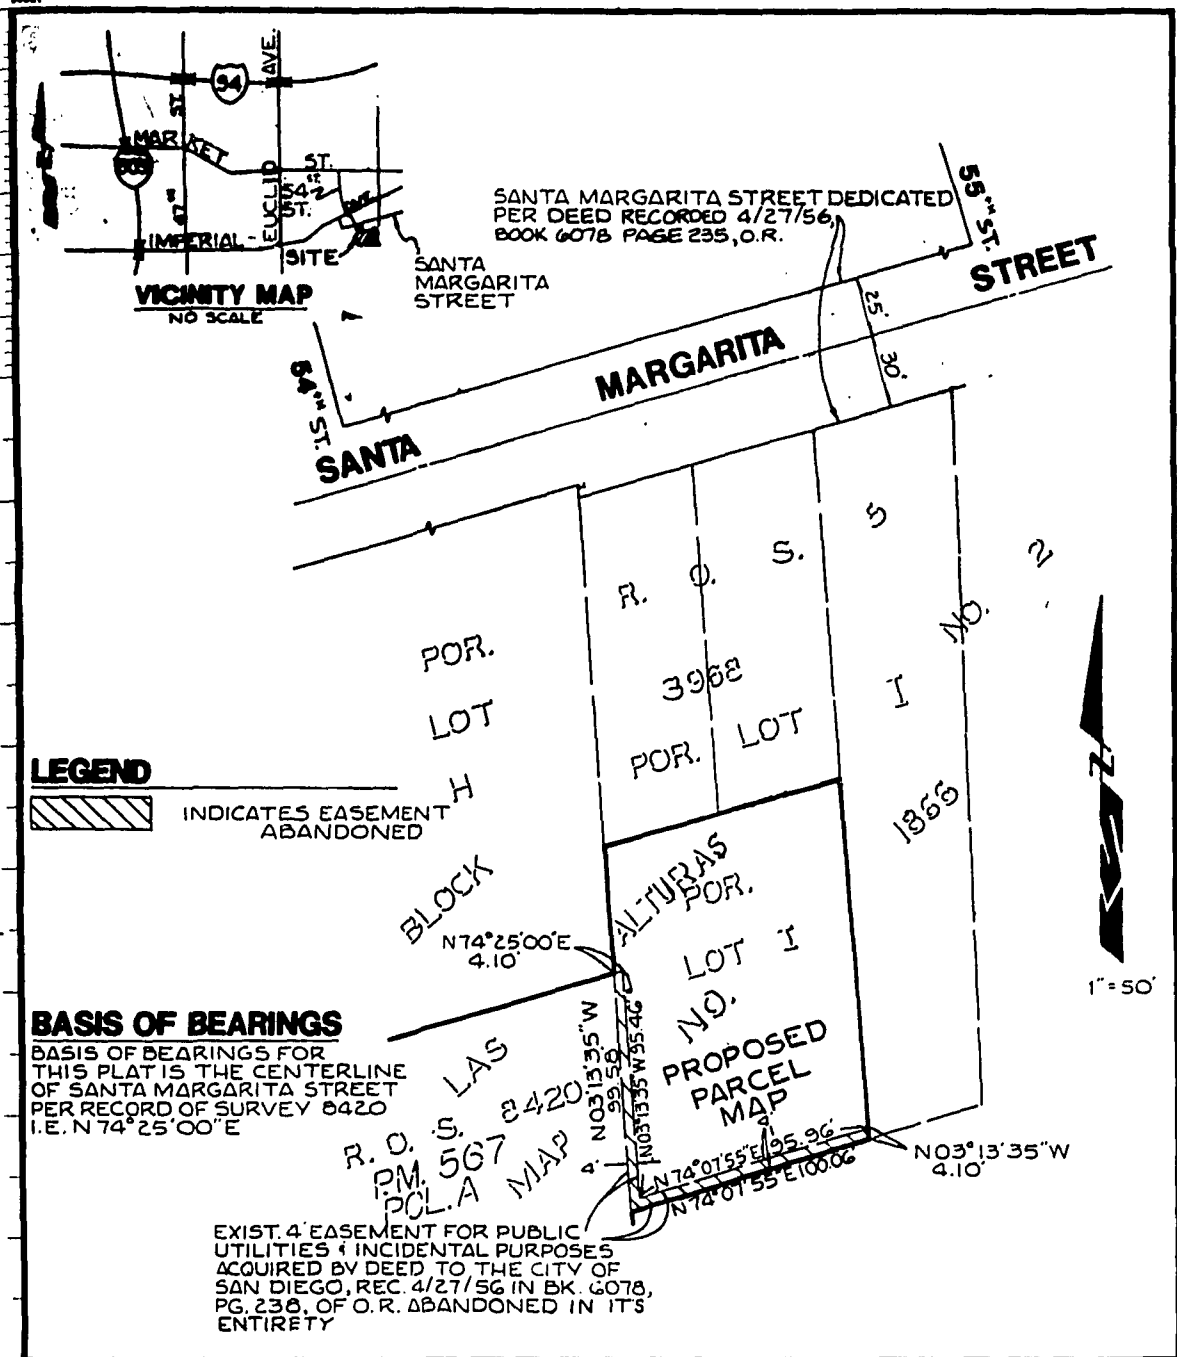 94
AVE.
ST.
MARKET
805
ST.
54TH
ST.
47TH
EUCLID
IMPERIAL
SITE
SANTA
MARGARITA
STREET
VICINITY MAP
NO SCALE
SANTA MARGARITA STREET DEDICATED
PER DEED RECORDED 4/27/56,
BOOK 6078 PAGE 235, O.R.
55TH ST.
54TH ST.
SANTA MARGARITA STREET
25'
30'
R. O. S.
3968
POR. LOT I
5
NO. 2
1868
POR.
LOT
H
BLOCK
LEGEND
INDICATES EASEMENT
ABANDONED
ALTURAS
POR.
LOT I
NO.
PROPOSED
PARCEL
MAP
N74°25'00"E
4.10'
1"=50'
BASIS OF BEARINGS
BASIS OF BEARINGS FOR
THIS PLAT IS THE CENTERLINE
OF SANTA MARGARITA STREET
PER RECORD OF SURVEY 8420
I.E. N 74°25'00"E
LAS
R. O. S. 8420
P.M. 567
PCL. A
MAP
N03°13'35"W
99.58'
N03°13'35"W 95.46'
4'
4'
N74°07'55"E 95.96'
N74°07'55"E 100.06'
N03°13'35"W
4.10'
EXIST. 4' EASEMENT FOR PUBLIC
UTILITIES & INCIDENTAL PURPOSES
ACQUIRED BY DEED TO THE CITY OF
SAN DIEGO, REC. 4/27/56 IN BK. 6078,
PG. 238, OF O.R. ABANDONED IN IT'S
ENTIRETY